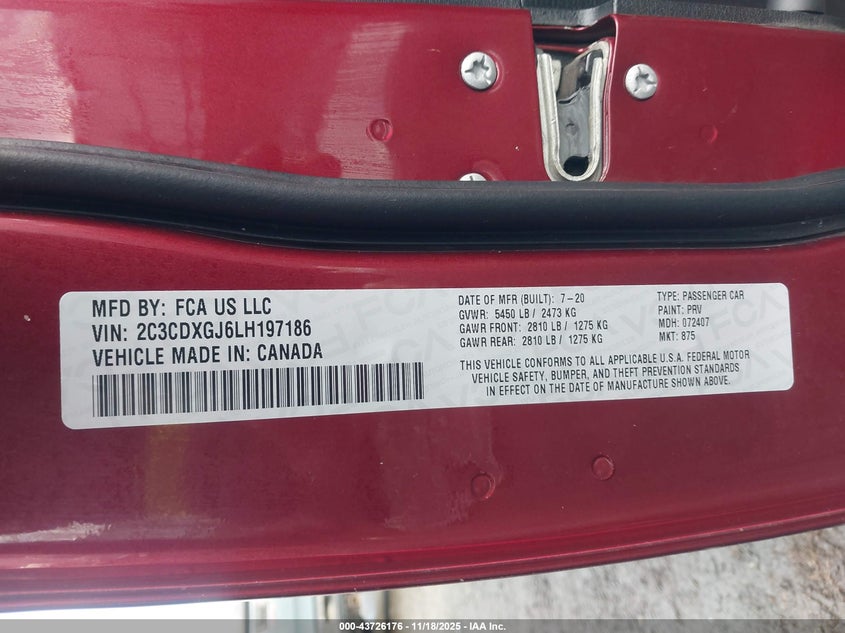 MFD BY: FCA US LLC
VIN: 2C3CDXGJ6LH197186
VEHICLE MADE IN: CANADA
DATE OF MFR (BUILT): 7-20
GVWR: 5450 LB / 2473 KG
GAWR FRONT: 2810 LB / 1275 KG
GAWR REAR: 2810 LB / 1275 KG
TYPE: PASSENGER CAR
PAINT: PRV
MDH: 072407
MKT: 875
THIS VEHICLE CONFORMS TO ALL APPLICABLE U.S.A. FEDERAL MOTOR
VEHICLE SAFETY, BUMPER, AND THEFT PREVENTION STANDARDS
IN EFFECT ON THE DATE OF MANUFACTURE SHOWN ABOVE.
000-43726176 - 11/18/2025 - IAA Inc.